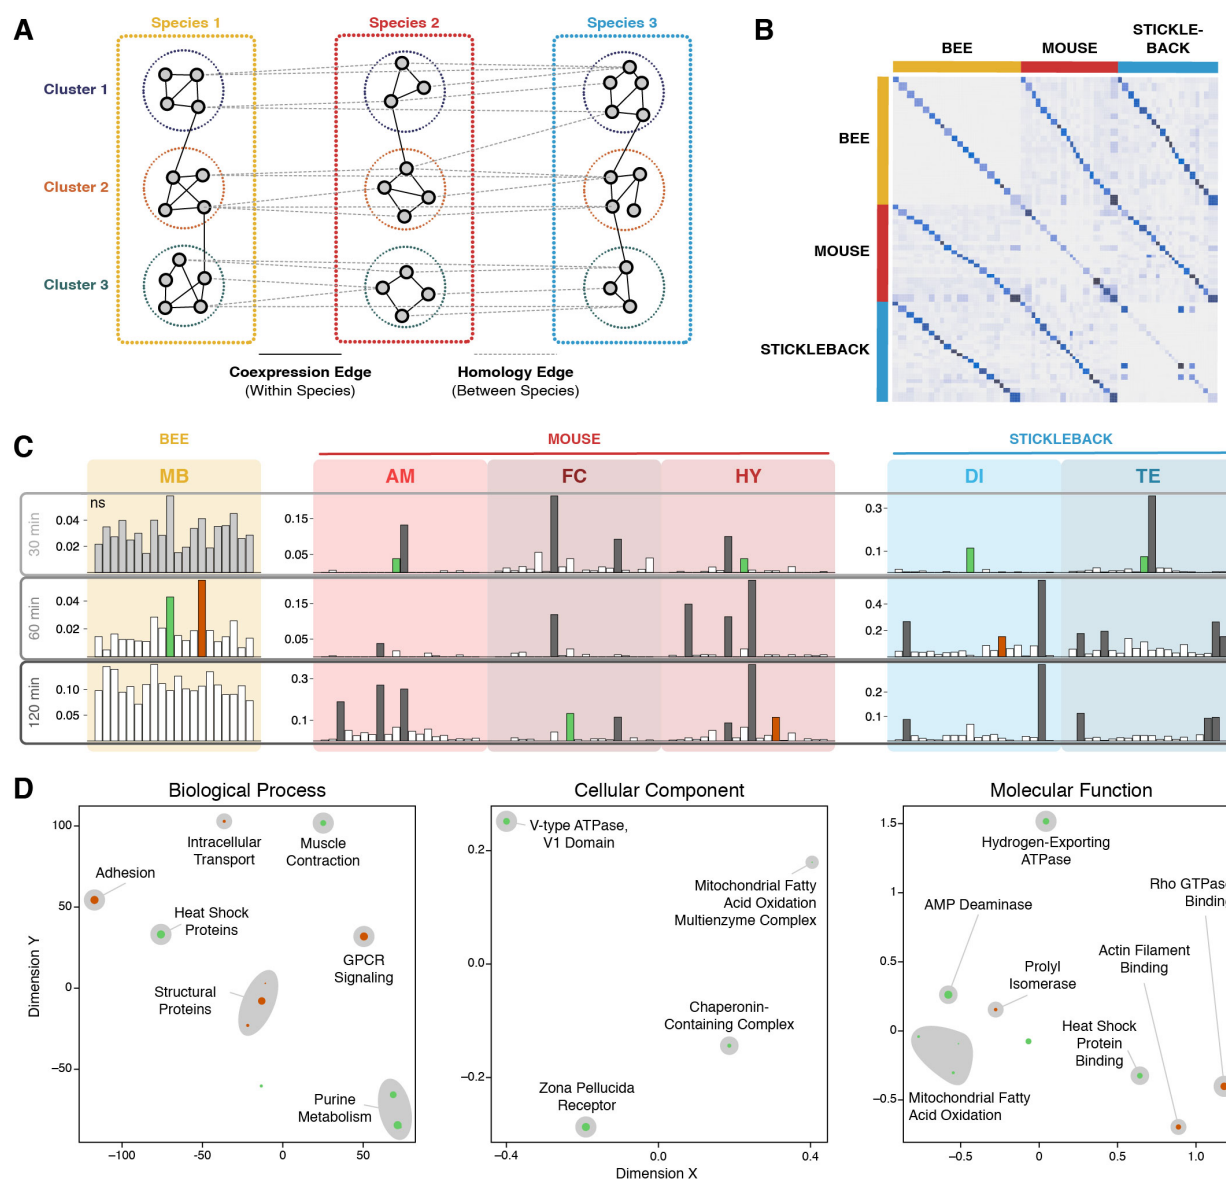 A
Species 1
Species 2
Species 3
Cluster 1
Cluster 2
Cluster 3
Coexpression Edge
(Within Species)
Homology Edge
(Between Species)
B
BEE
MOUSE
STICKLE-
BACK
BEE
MOUSE
STICKLEBACK
C
BEE
MOUSE
STICKLEBACK
MB
AM
FC
HY
DI
TE
30 min
ns
0.04
0.02
0.15
0.05
0.3
0.1
60 min
0.04
0.02
0.15
0.05
0.4
0.2
120 min
0.10
0.05
0.3
0.1
0.2
0.1
D
Biological Process
Dimension Y
100
50
0
−50
−100
-50
0
50
Intracellular
Transport
Muscle
Contraction
Adhesion
Heat Shock
Proteins
GPCR
Signaling
Structural
Proteins
Purine
Metabolism
Cellular Component
0.2
0.0
−0.2
−0.4
0.0
0.4
Dimension X
V-type ATPase,
V1 Domain
Mitochondrial Fatty
Acid Oxidation
Multienzyme Complex
Chaperonin-
Containing Complex
Zona Pellucida
Receptor
Molecular Function
1.5
1
0.5
0
−0.5
−0.5
0
0.5
1.0
Hydrogen-Exporting
ATPase
Rho GTPase
Binding
AMP Deaminase
Actin Filament
Binding
Prolyl
Isomerase
Heat Shock
Protein
Binding
Mitochondrial Fatty
Acid Oxidation